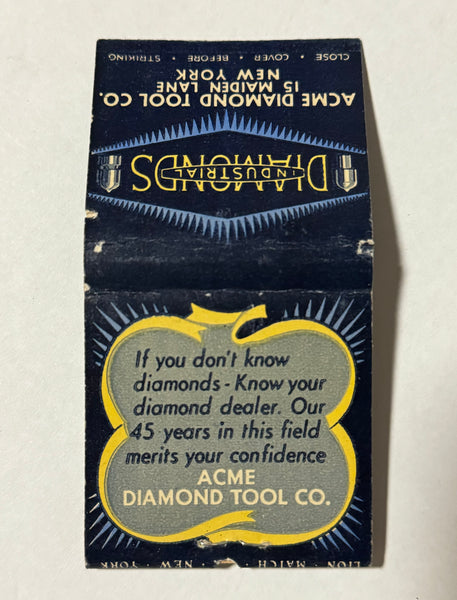 CLOSE • COVER • BEFORE • STRIKING
ACME DIAMOND TOOL CO.
15 MAIDEN LANE
NEW YORK
INDUSTRIAL
DIAMONDS
If you don't know
diamonds - Know your
diamond dealer. Our
45 years in this field
merits your confidence
ACME
DIAMOND TOOL CO.
LION • MATCH • NEW • YORK